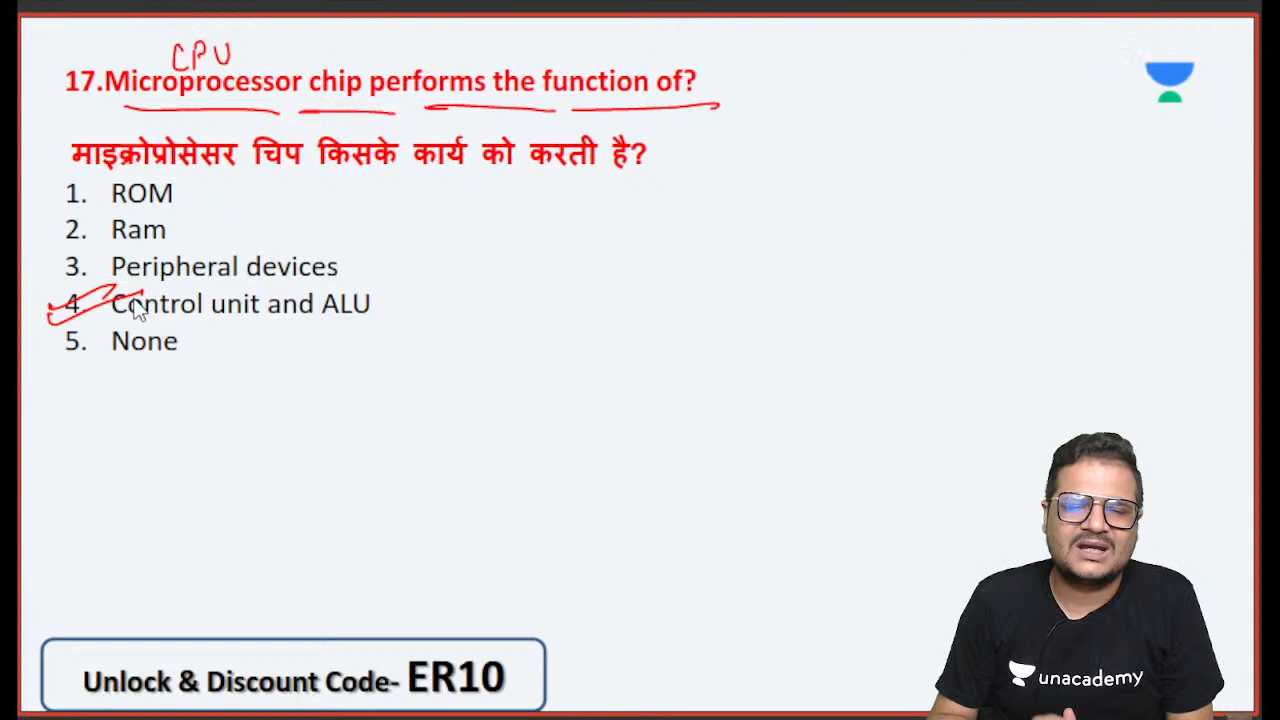 CPU
17.Microprocessor chip performs the function of?
माइक्रोप्रोसेसर चिप किसके कार्य को करती है?
1. ROM
2. Ram
3. Peripheral devices
4. Control unit and ALU
5. None
Unlock & Discount Code- ER10
unacademy